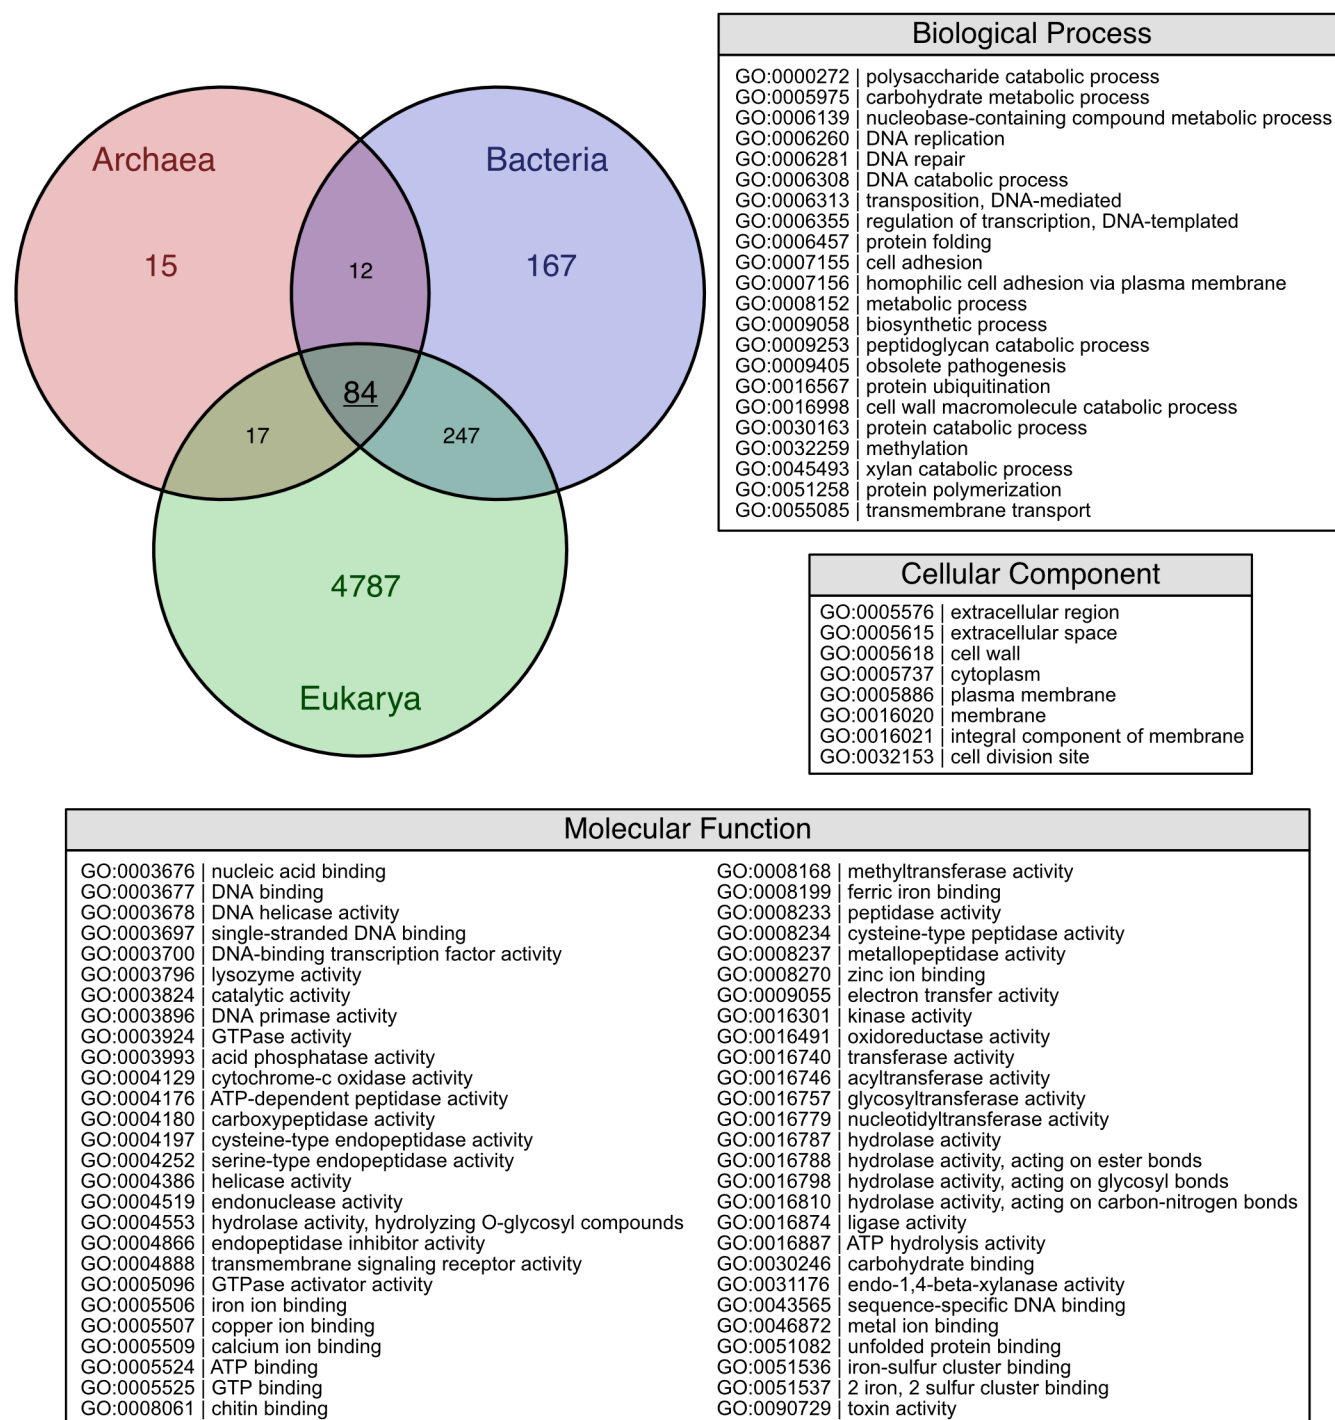 Archaea
Bacteria
15
12
167
84
17
247
4787
Eukarya
Biological Process
GO:0000272 | polysaccharide catabolic process
GO:0005975 | carbohydrate metabolic process
GO:0006139 | nucleobase-containing compound metabolic process
GO:0006260 | DNA replication
GO:0006281 | DNA repair
GO:0006308 | DNA catabolic process
GO:0006313 | transposition, DNA-mediated
GO:0006355 | regulation of transcription, DNA-templated
GO:0006457 | protein folding
GO:0007155 | cell adhesion
GO:0007156 | homophilic cell adhesion via plasma membrane
GO:0008152 | metabolic process
GO:0009058 | biosynthetic process
GO:0009253 | peptidoglycan catabolic process
GO:0009405 | obsolete pathogenesis
GO:0016567 | protein ubiquitination
GO:0016998 | cell wall macromolecule catabolic process
GO:0030163 | protein catabolic process
GO:0032259 | methylation
GO:0045493 | xylan catabolic process
GO:0051258 | protein polymerization
GO:0055085 | transmembrane transport
Cellular Component
GO:0005576 | extracellular region
GO:0005615 | extracellular space
GO:0005618 | cell wall
GO:0005737 | cytoplasm
GO:0005886 | plasma membrane
GO:0016020 | membrane
GO:0016021 | integral component of membrane
GO:0032153 | cell division site
Molecular Function
GO:0003676 | nucleic acid binding
GO:0003677 | DNA binding
GO:0003678 | DNA helicase activity
GO:0003697 | single-stranded DNA binding
GO:0003700 | DNA-binding transcription factor activity
GO:0003796 | lysozyme activity
GO:0003824 | catalytic activity
GO:0003896 | DNA primase activity
GO:0003924 | GTPase activity
GO:0003993 | acid phosphatase activity
GO:0004129 | cytochrome-c oxidase activity
GO:0004176 | ATP-dependent peptidase activity
GO:0004180 | carboxypeptidase activity
GO:0004197 | cysteine-type endopeptidase activity
GO:0004252 | serine-type endopeptidase activity
GO:0004386 | helicase activity
GO:0004519 | endonuclease activity
GO:0004553 | hydrolase activity, hydrolyzing O-glycosyl compounds
GO:0004866 | endopeptidase inhibitor activity
GO:0004888 | transmembrane signaling receptor activity
GO:0005096 | GTPase activator activity
GO:0005506 | iron ion binding
GO:0005507 | copper ion binding
GO:0005509 | calcium ion binding
GO:0005524 | ATP binding
GO:0005525 | GTP binding
GO:0008061 | chitin binding
GO:0008168 | methyltransferase activity
GO:0008199 | ferric iron binding
GO:0008233 | peptidase activity
GO:0008234 | cysteine-type peptidase activity
GO:0008237 | metallopeptidase activity
GO:0008270 | zinc ion binding
GO:0009055 | electron transfer activity
GO:0016301 | kinase activity
GO:0016491 | oxidoreductase activity
GO:0016740 | transferase activity
GO:0016746 | acyltransferase activity
GO:0016757 | glycosyltransferase activity
GO:0016779 | nucleotidyltransferase activity
GO:0016787 | hydrolase activity
GO:0016788 | hydrolase activity, acting on ester bonds
GO:0016798 | hydrolase activity, acting on glycosyl bonds
GO:0016810 | hydrolase activity, acting on carbon-nitrogen bonds
GO:0016874 | ligase activity
GO:0016887 | ATP hydrolysis activity
GO:0030246 | carbohydrate binding
GO:0031176 | endo-1,4-beta-xylanase activity
GO:0043565 | sequence-specific DNA binding
GO:0046872 | metal ion binding
GO:0051082 | unfolded protein binding
GO:0051536 | iron-sulfur cluster binding
GO:0051537 | 2 iron, 2 sulfur cluster binding
GO:0090729 | toxin activity